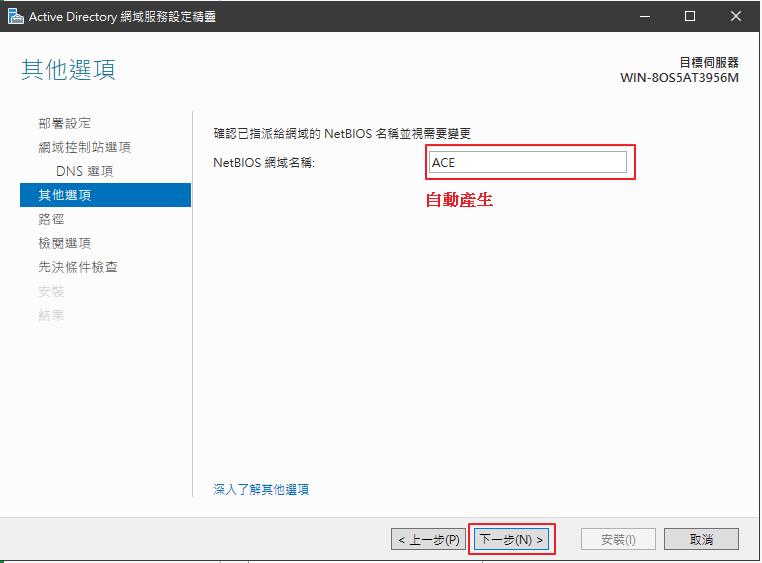 Active Directory 網域服務設定精靈
其他選項
目標伺服器
WIN-8OS5AT3956M
部署設定
網域控制站選項
DNS 選項
其他選項
路徑
檢閱選項
先決條件檢查
安裝
結果
確認已指派給網域的 NetBIOS 名稱並視需要變更
NetBIOS 網域名稱:
ACE
自動產生
深入了解其他選項
< 上一步(P)
下一步(N) >
安裝(I)
取消